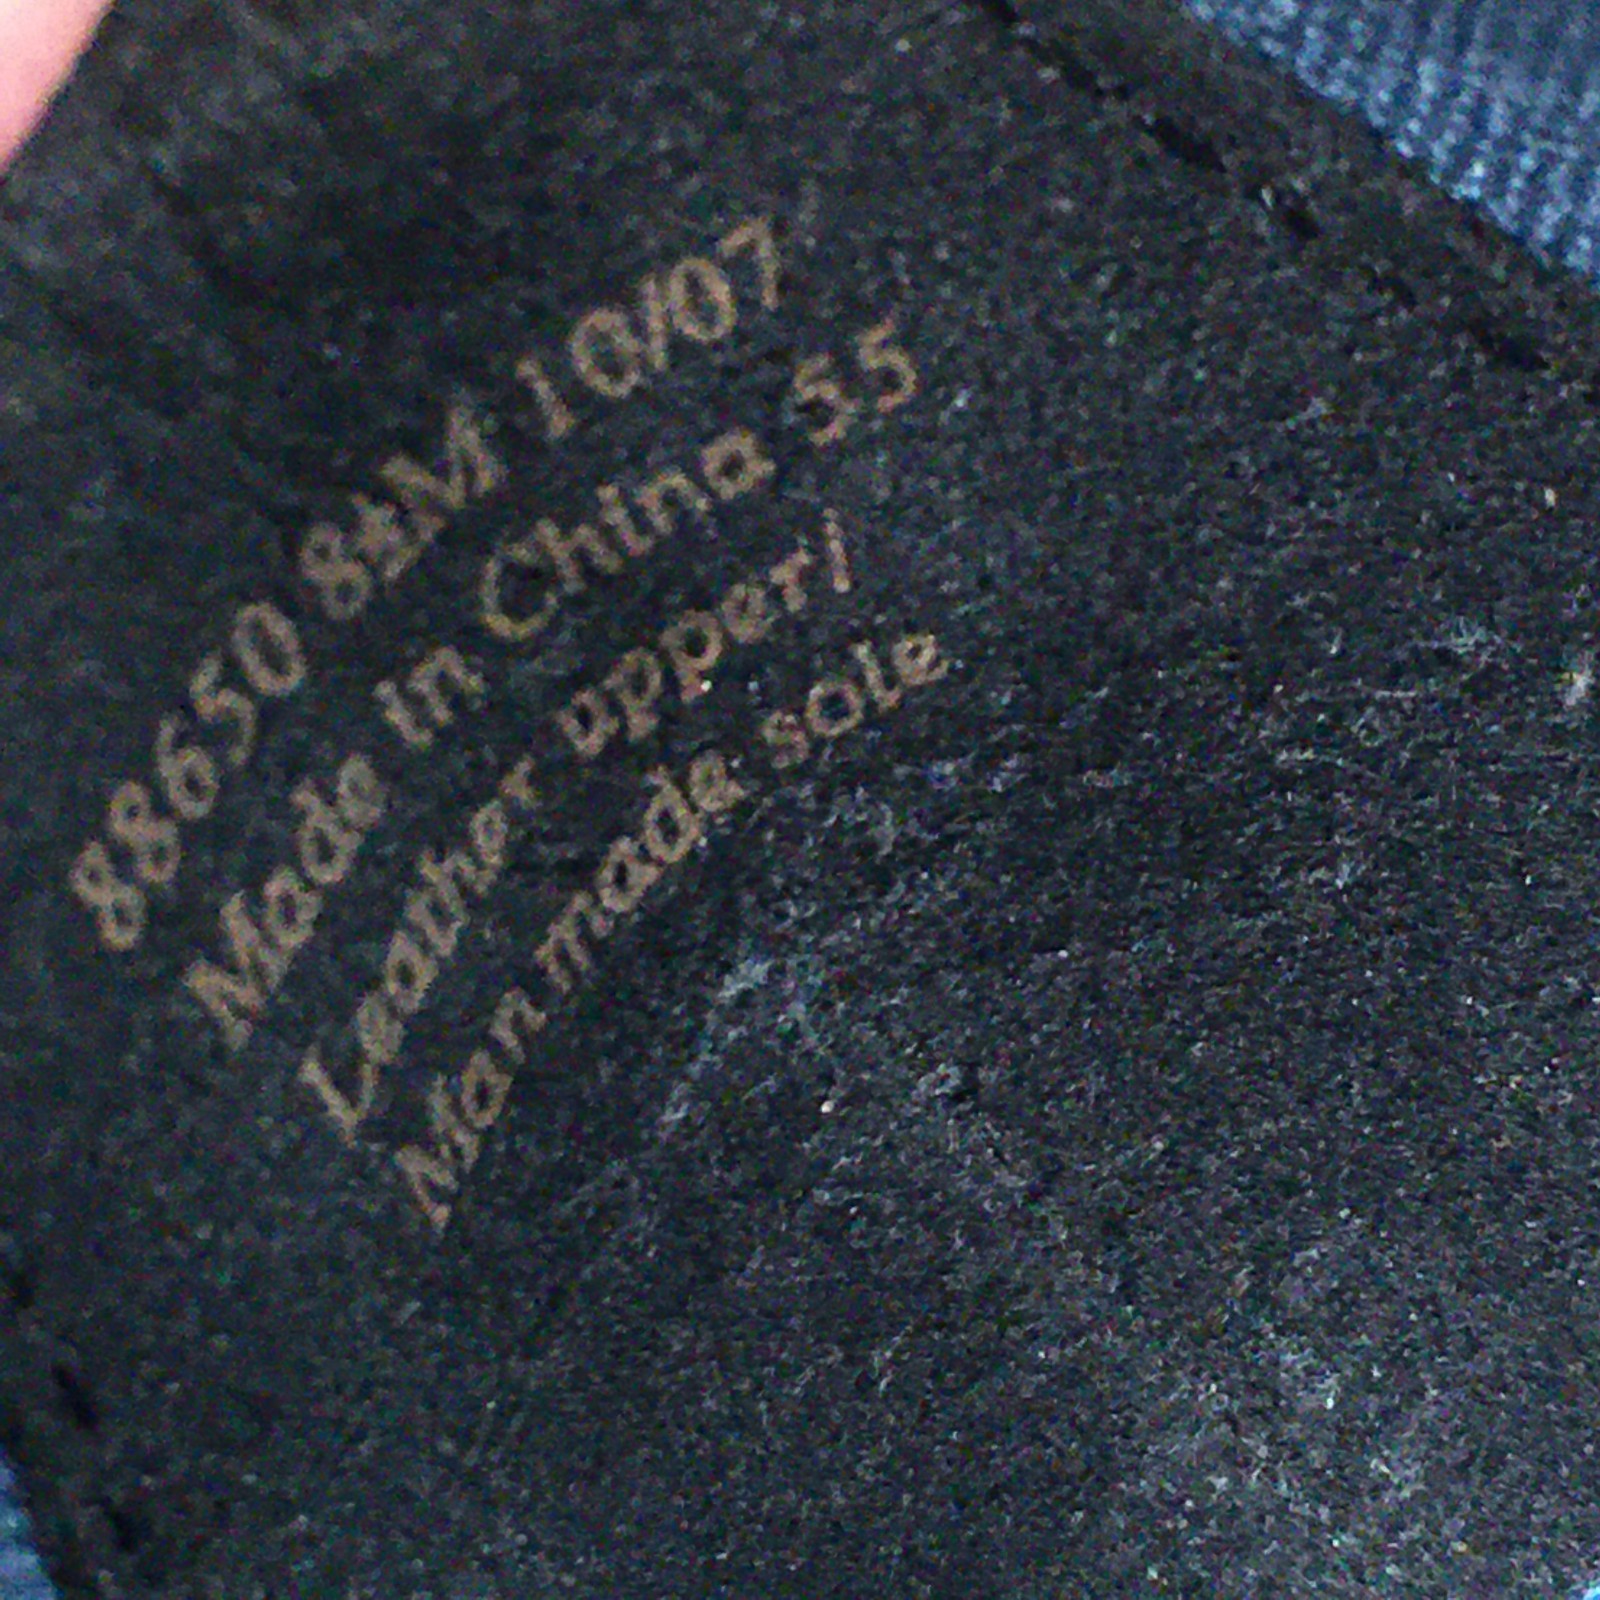 88650 8½M 10/07
Made in China 55
Leather upper/
Man made sole